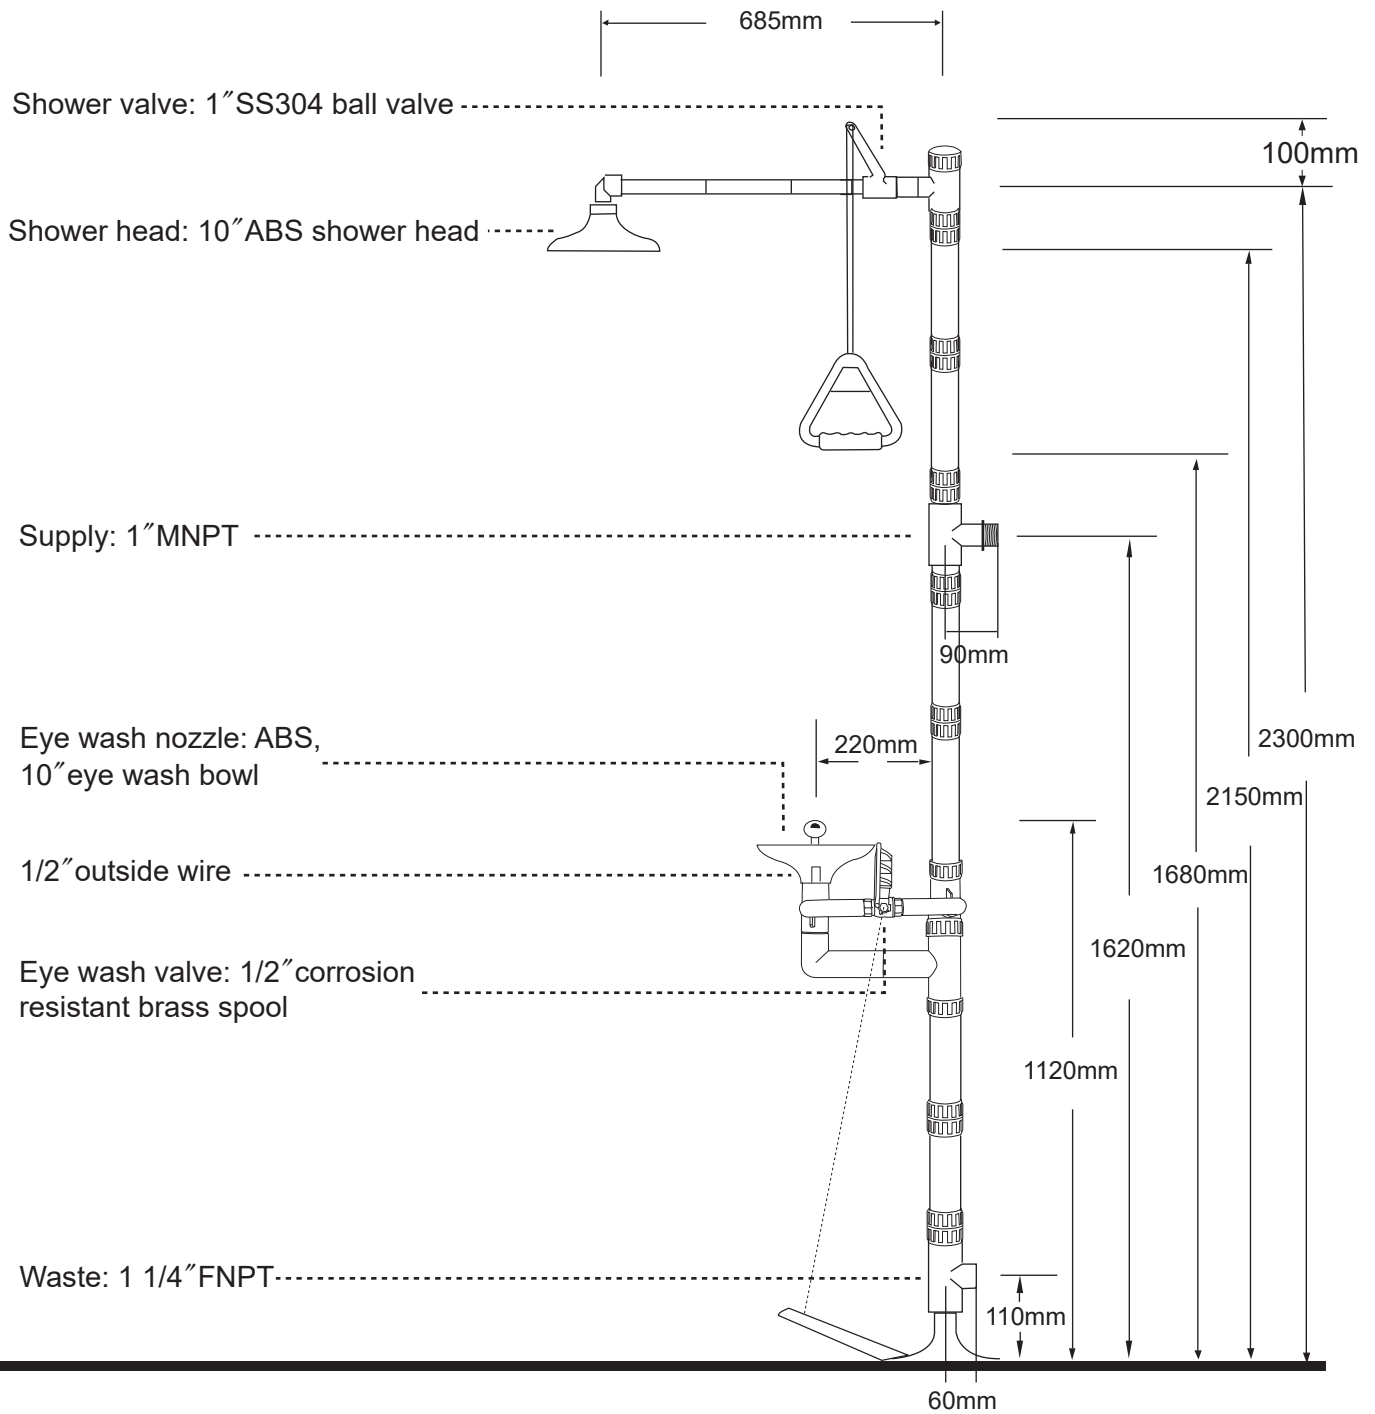 685mm
Shower valve: 1″SS304 ball valve
100mm
Shower head: 10″ABS shower head
Supply: 1″MNPT
90mm
Eye wash nozzle: ABS,
10″eye wash bowl
220mm
2300mm
2150mm
1/2″outside wire
1680mm
1620mm
Eye wash valve: 1/2″corrosion
resistant brass spool
1120mm
Waste: 1 1/4″FNPT
110mm
60mm